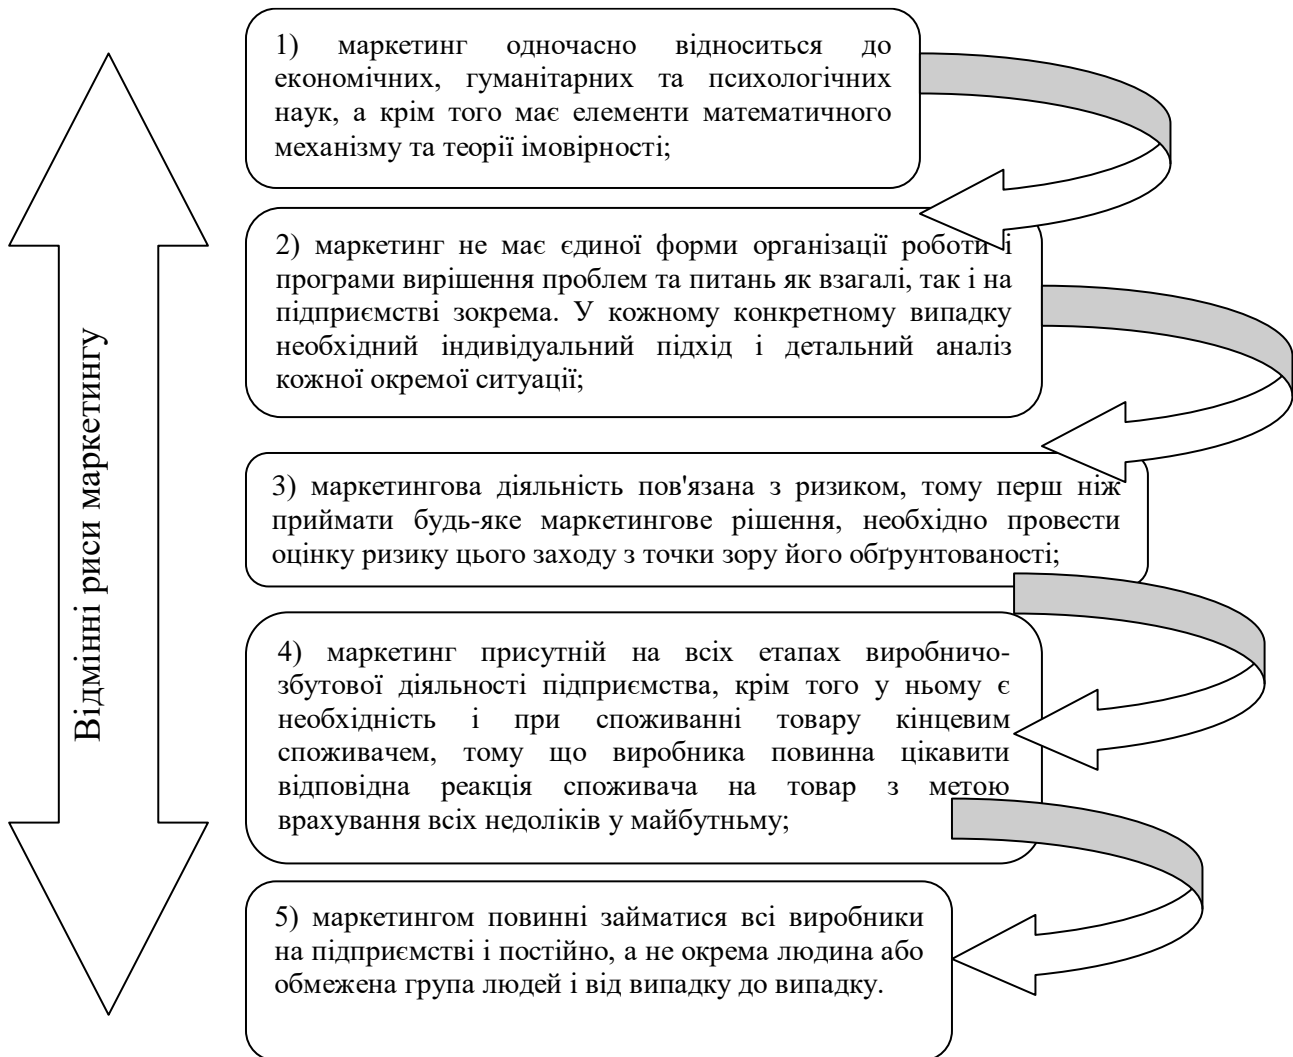 Відмінні риси маркетингу
1) маркетинг одночасно відноситься до
економічних, гуманітарних та психологічних
наук, а крім того має елементи математичного
механізму та теорії імовірності;
2) маркетинг не має єдиної форми організації роботи і
програми вирішення проблем та питань як взагалі, так і на
підприємстві зокрема. У кожному конкретному випадку
необхідний індивідуальний підхід і детальний аналіз
кожної окремої ситуації;
3) маркетингова діяльність пов'язана з ризиком, тому перш ніж
приймати будь-яке маркетингове рішення, необхідно провести
оцінку ризику цього заходу з точки зору його обґрунтованості;
4) маркетинг присутній на всіх етапах виробничо-
збутової діяльності підприємства, крім того у ньому є
необхідність і при споживанні товару кінцевим
споживачем, тому що виробника повинна цікавити
відповідна реакція споживача на товар з метою
врахування всіх недоліків у майбутньму;
5) маркетингом повинні займатися всі виробники
на підприємстві і постійно, а не окрема людина або
обмежена група людей і від випадку до випадку.